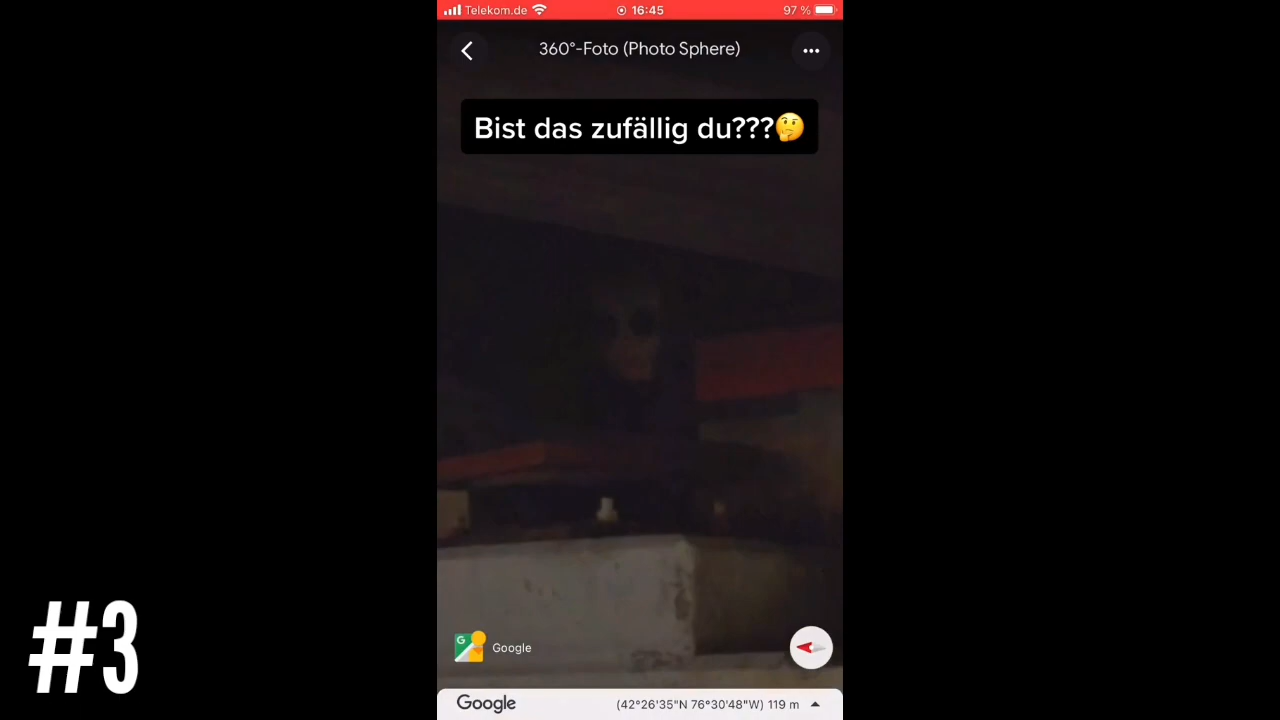 Telekom.de 16:45 97 %
360°-Foto (Photo Sphere)
Bist das zufällig du???🤔
#3
G Google
Google (42°26'35"N 76°30'48"W) 119 m